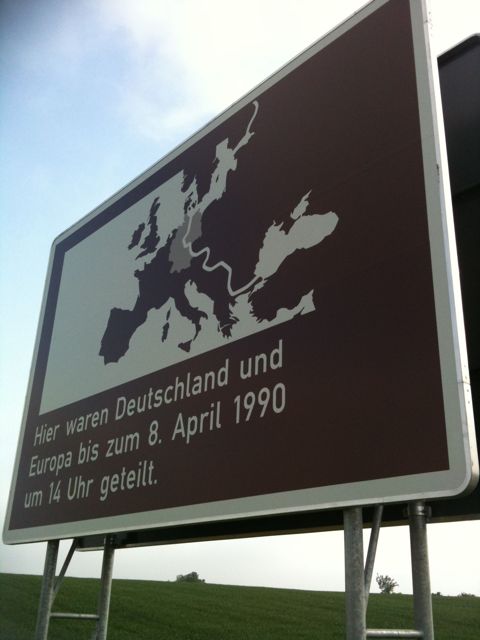 Hier waren Deutschland und
Europa bis zum 8. April 1990
um 14 Uhr geteilt.